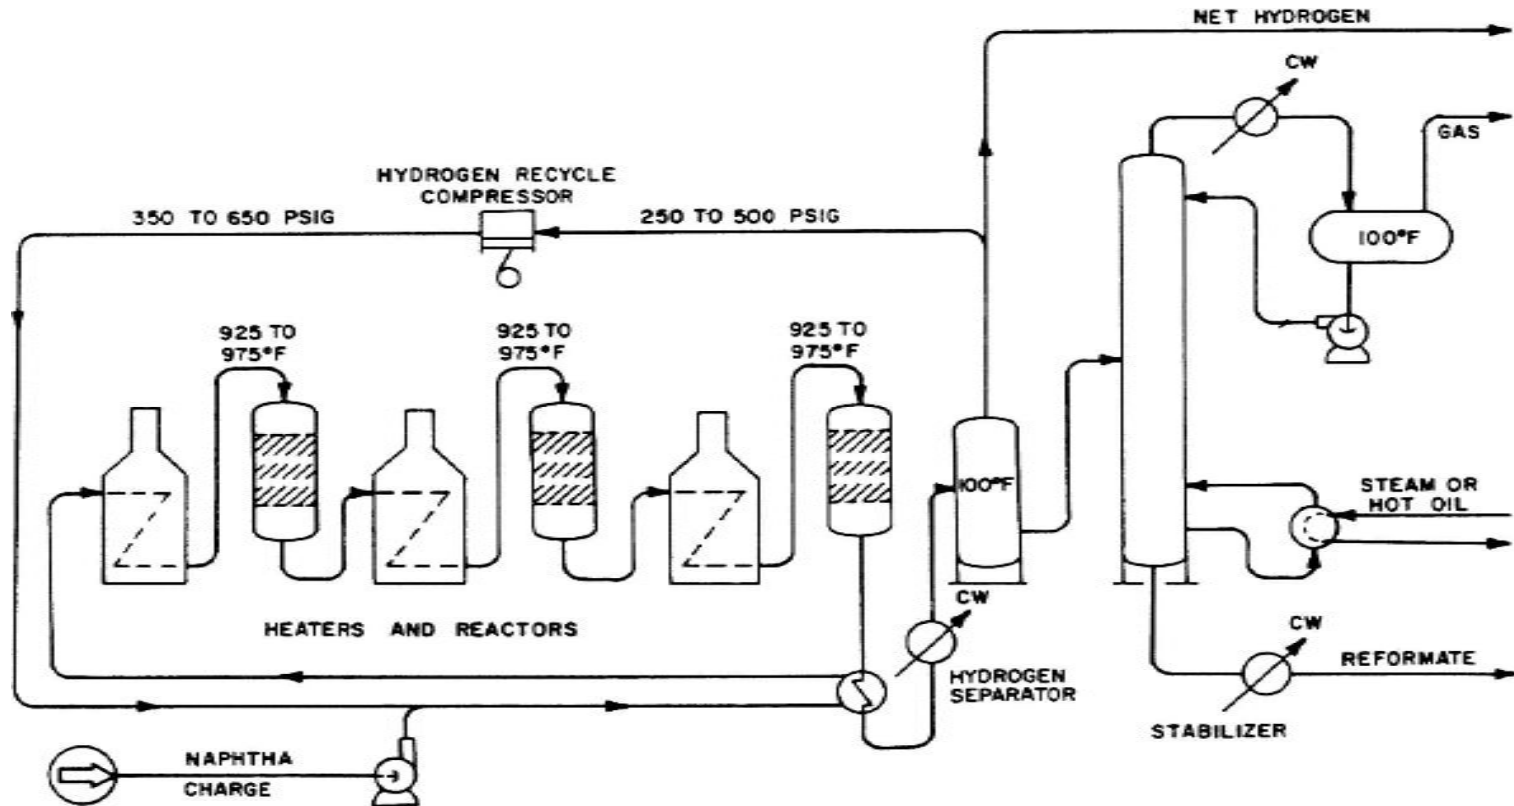 NET HYDROGEN
CW
GAS
HYDROGEN RECYCLE
COMPRESSOR
350 TO 650 PSIG
250 TO 500 PSIG
100°F
925 TO
975°F
925 TO
975°F
925 TO
975°F
100°F
STEAM OR
HOT OIL
CW
HEATERS AND REACTORS
CW
REFORMATE
HYDROGEN
SEPARATOR
STABILIZER
NAPHTHA
CHARGE